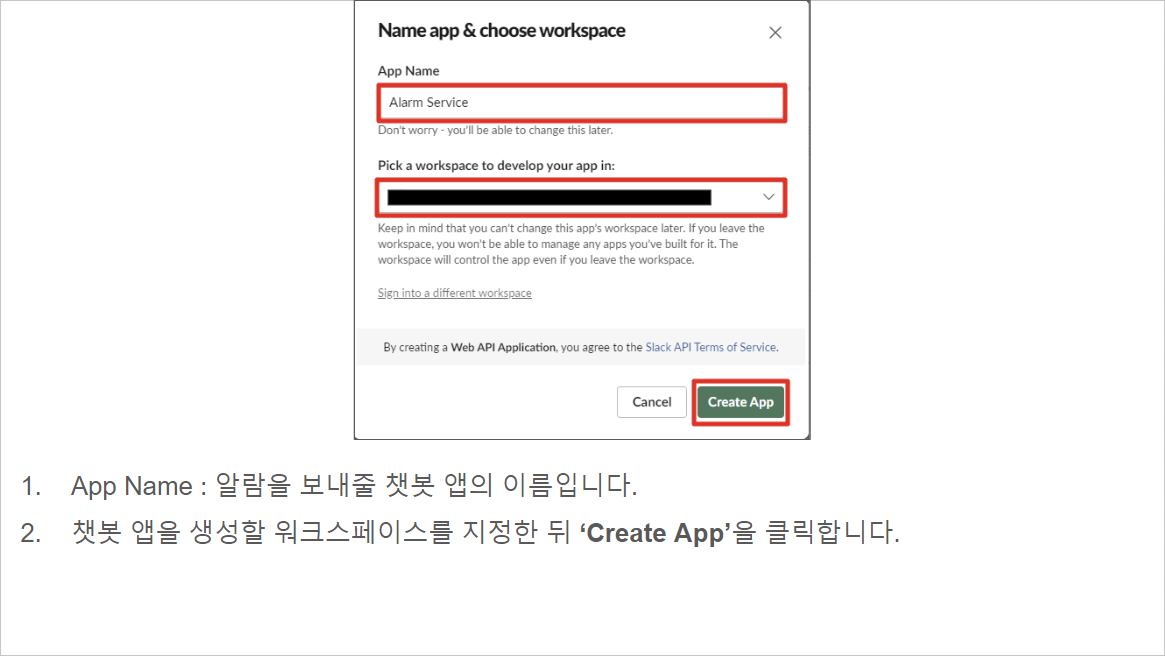 Name app & choose workspace
App Name
Alarm Service
Don't worry - you'll be able to change this later.
Pick a workspace to develop your app in:
Keep in mind that you can't change this app's workspace later. If you leave the
workspace, you won't be able to manage any apps you've built for it. The
workspace will control the app even if you leave the workspace.
Sign into a different workspace
By creating a Web API Application, you agree to the Slack API Terms of Service.
Cancel
Create App
1. App Name : 알람을 보내줄 챗봇 앱의 이름입니다.
2. 챗봇 앱을 생성할 워크스페이스를 지정한 뒤 ‘Create App’을 클릭합니다.